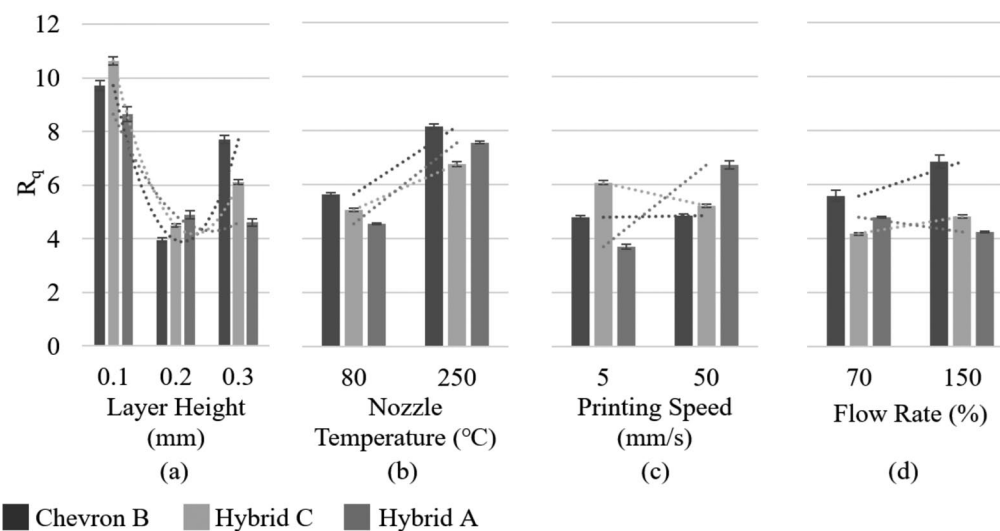 12
10
8
6
4
2
0
Rq
0.1 0.2 0.3
Layer Height
(mm)
(a)
80 250
Nozzle
Temperature (°C)
(b)
5 50
Printing Speed
(mm/s)
(c)
70 150
Flow Rate (%)
(d)
Chevron B Hybrid C Hybrid A